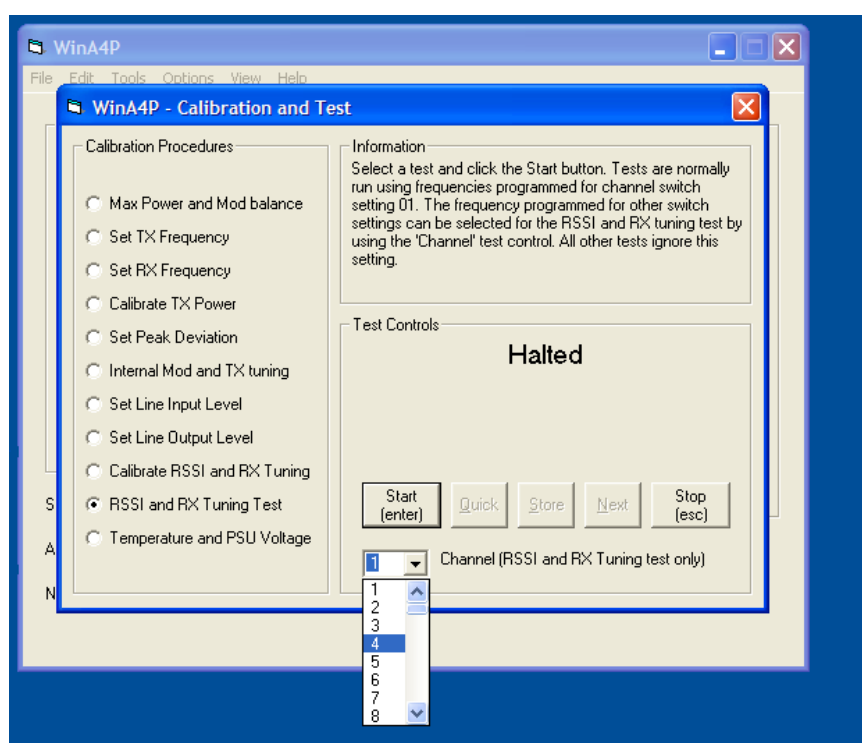 WinA4P
File Edit Tools Options View Help
WinA4P - Calibration and Test
Calibration Procedures
Max Power and Mod balance
Set TX Frequency
Set RX Frequency
Calibrate TX Power
Set Peak Deviation
Internal Mod and TX tuning
Set Line Input Level
Set Line Output Level
Calibrate RSSI and RX Tuning
RSSI and RX Tuning Test
Temperature and PSU Voltage
Information
Select a test and click the Start button. Tests are normally
run using frequencies programmed for channel switch
setting 01. The frequency programmed for other switch
settings can be selected for the RSSI and RX tuning test by
using the 'Channel' test control. All other tests ignore this
setting.
Test Controls
Halted
Start
(enter)
Quick
Store
Next
Stop
(esc)
1
Channel (RSSI and RX Tuning test only)
1
2
3
4
5
6
7
8
S
A
N